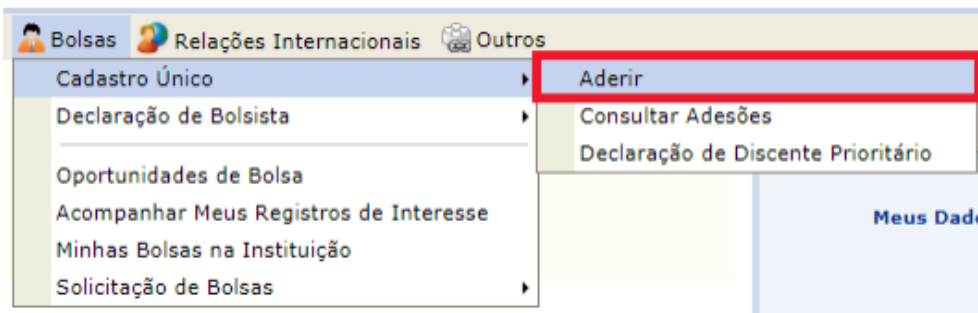 Bolsas Relações Internacionais Outros
Cadastro Único
Aderir
Declaração de Bolsista
Consultar Adesões
Declaração de Discente Prioritário
Oportunidades de Bolsa
Acompanhar Meus Registros de Interesse
Meus Dad
Minhas Bolsas na Instituição
Solicitação de Bolsas